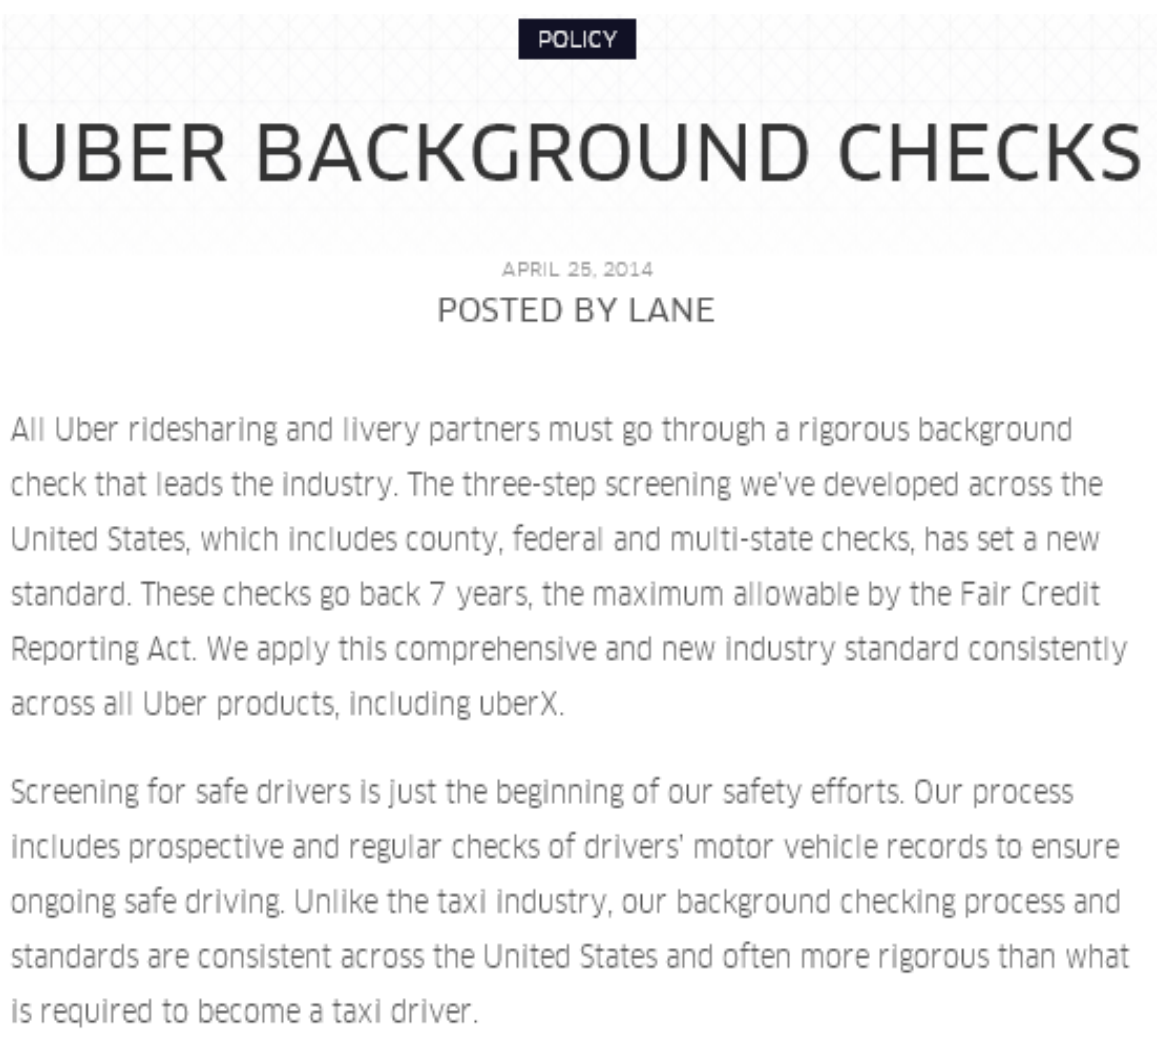 POLICY
UBER BACKGROUND CHECKS
APRIL 25, 2014
POSTED BY LANE
All Uber ridesharing and livery partners must go through a rigorous background
check that leads the industry. The three-step screening we've developed across the
United States, which includes county, federal and multi-state checks, has set a new
standard. These checks go back 7 years, the maximum allowable by the Fair Credit
Reporting Act. We apply this comprehensive and new industry standard consistently
across all Uber products, including uberX.
Screening for safe drivers is just the beginning of our safety efforts. Our process
includes prospective and regular checks of drivers' motor vehicle records to ensure
ongoing safe driving. Unlike the taxi industry, our background checking process and
standards are consistent across the United States and often more rigorous than what
is required to become a taxi driver.